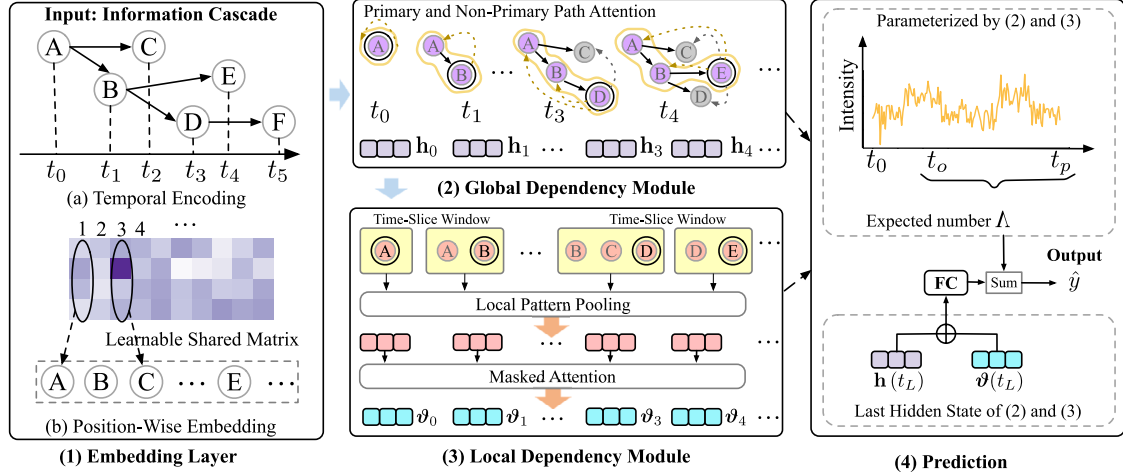 Input: Information Cascade
A
C
B
E
D
F
t0 t1 t2 t3 t4 t5
(a) Temporal Encoding
1 2 3 4 ...
Learnable Shared Matrix
A B C ... E ...
(b) Position-Wise Embedding
(1) Embedding Layer
Primary and Non-Primary Path Attention
A
A B
...
A B C D
A B C D E
...
t0 t1 t3 t4
h0 h1 ... h3 h4 ...
(2) Global Dependency Module
Time-Slice Window Time-Slice Window
A A B ... B C D D E ...
Local Pattern Pooling
... ...
Masked Attention
ϑ0 ϑ1 ... ϑ3 ϑ4 ...
(3) Local Dependency Module
Parameterized by (2) and (3)
Intensity
t0 to tp
Expected number Λ
Output
FC Sum ŷ
h(tL) ϑ(tL)
Last Hidden State of (2) and (3)
(4) Prediction